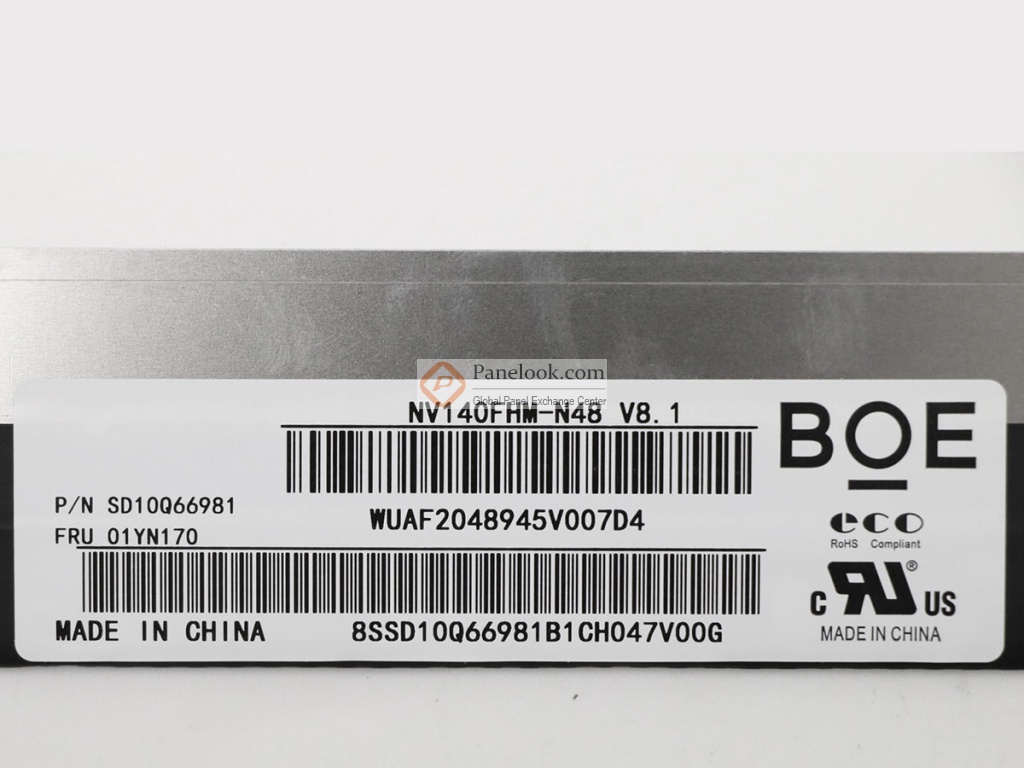 Panelook.com
Global Panel Exchange Center
NV140FHM-N48 V8.1
BOE
P/N SD10Q66981
WUAF2048945V007D4
FRU 01YN170
eco
RoHS Compliant
C RU® US
MADE IN CHINA
8SSD10Q66981B1CH047V00G
MADE IN CHINA